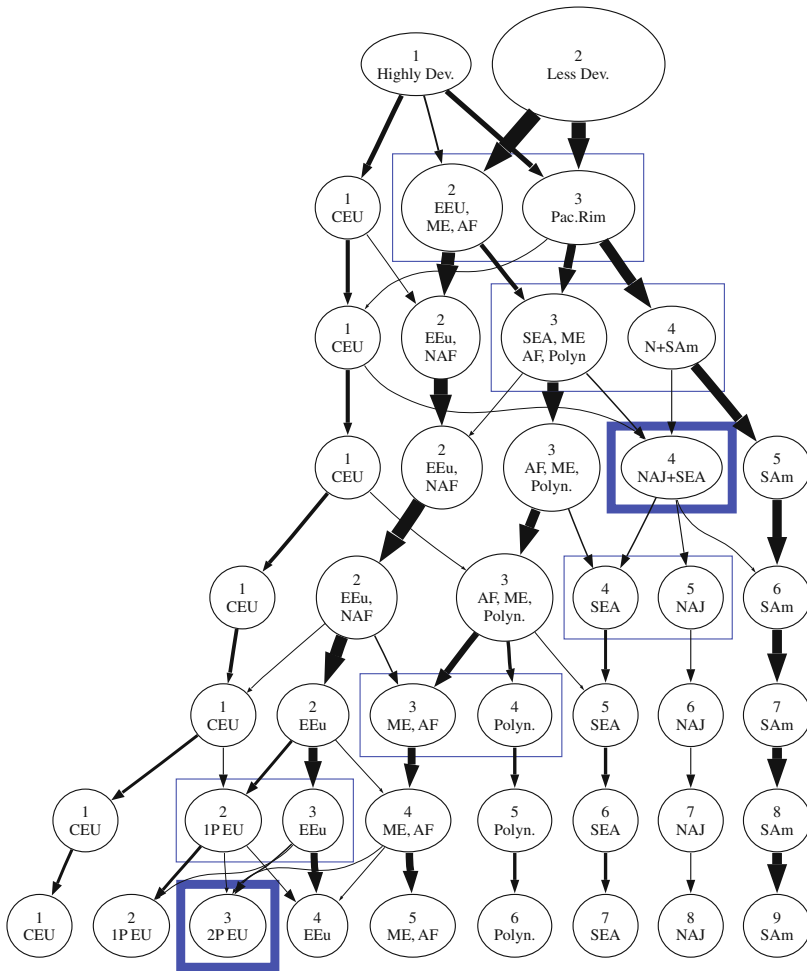 1
Highly Dev.
2
Less Dev.
1
CEU
2
EEU,
ME, AF
3
Pac.Rim
1
CEU
2
EEu,
NAF
3
SEA, ME
AF, Polyn
4
N+SAm
1
CEU
2
EEu,
NAF
3
AF, ME,
Polyn.
4
NAJ+SEA
5
SAm
1
CEU
2
EEu,
NAF
3
AF, ME,
Polyn.
4
SEA
5
NAJ
6
SAm
1
CEU
2
EEu
3
ME, AF
4
Polyn.
5
SEA
6
NAJ
7
SAm
1
CEU
2
1P EU
3
EEu
4
ME, AF
5
Polyn.
6
SEA
7
NAJ
8
SAm
1
CEU
2
1P EU
3
2P EU
4
EEu
5
ME, AF
6
Polyn.
7
SEA
8
NAJ
9
SAm